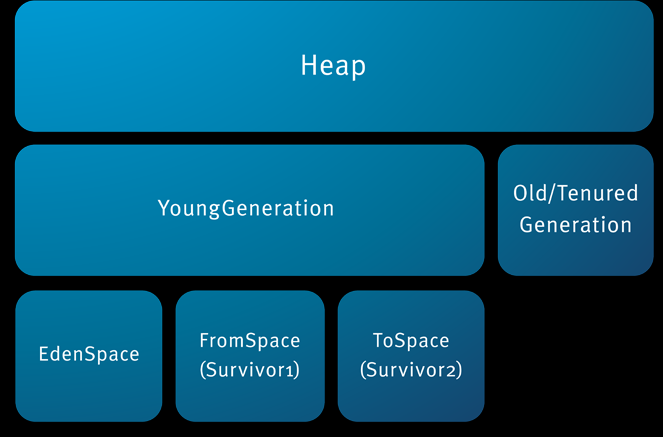 Heap
YoungGeneration
Old/Tenured
Generation
EdenSpace
FromSpace
(Survivor1)
ToSpace
(Survivor2)